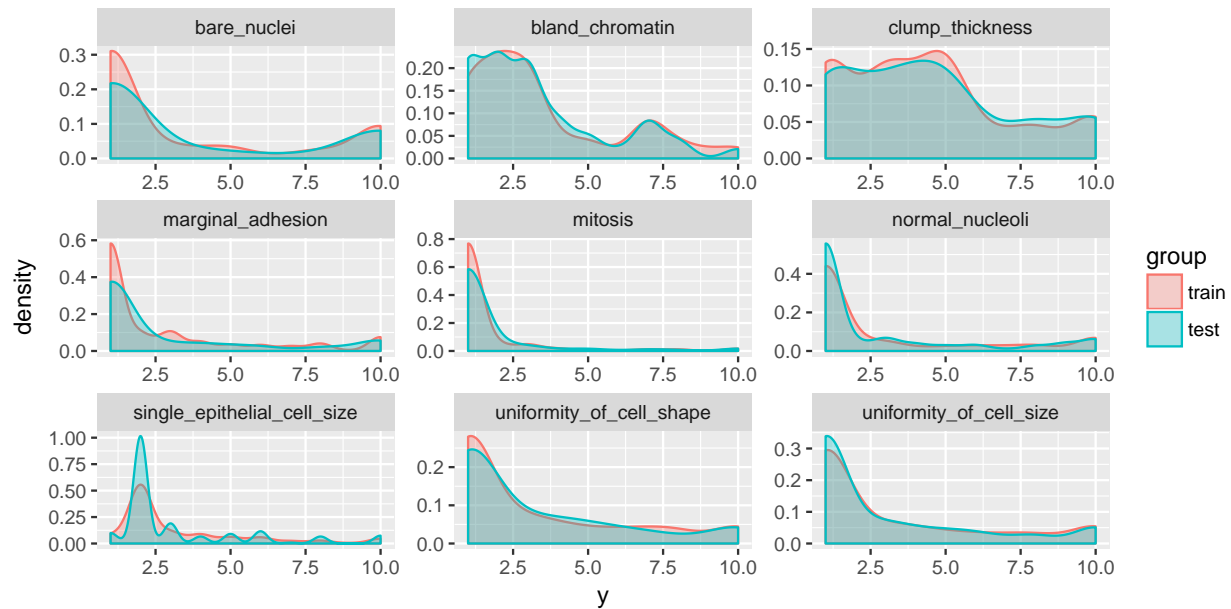 bare_nuclei bland_chromatin clump_thickness
0.3
0.2
0.1
0.0
2.5 5.0 7.5 10.0
0.20
0.15
0.10
0.05
0.00
2.5 5.0 7.5 10.0
0.15
0.10
0.05
0.00
2.5 5.0 7.5 10.0
marginal_adhesion mitosis normal_nucleoli
0.6
0.4
0.2
0.0
2.5 5.0 7.5 10.0
0.8
0.6
0.4
0.2
0.0
2.5 5.0 7.5 10.0
0.4
0.2
0.0
2.5 5.0 7.5 10.0
single_epithelial_cell_size uniformity_of_cell_shape uniformity_of_cell_size
1.00
0.75
0.50
0.25
0.00
2.5 5.0 7.5 10.0
0.2
0.1
0.0
2.5 5.0 7.5 10.0
0.3
0.2
0.1
0.0
2.5 5.0 7.5 10.0
density
y
group
train
test